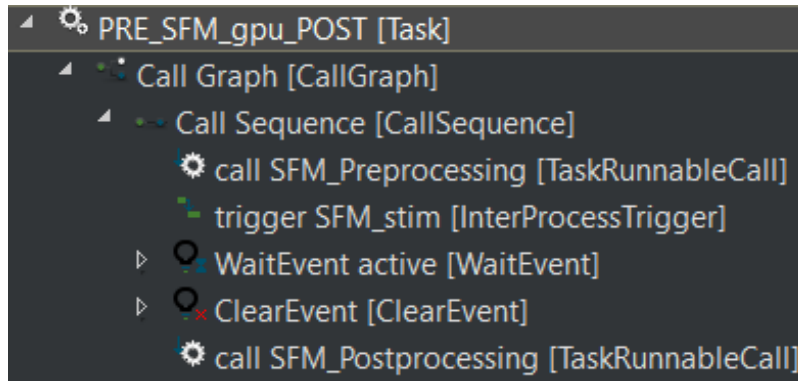 PRE_SFM_gpu_POST [Task]
Call Graph [CallGraph]
Call Sequence [CallSequence]
call SFM_Preprocessing [TaskRunnableCall]
trigger SFM_stim [InterProcessTrigger]
WaitEvent active [WaitEvent]
ClearEvent [ClearEvent]
call SFM_Postprocessing [TaskRunnableCall]